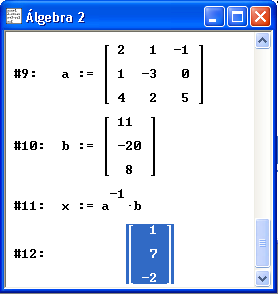 Álgebra 2
2 1 -1
#9: a := 1 -3 0
4 2 5
11
#10: b := -20
8
#11: x := a^-1·b
1
#12: 7
-2